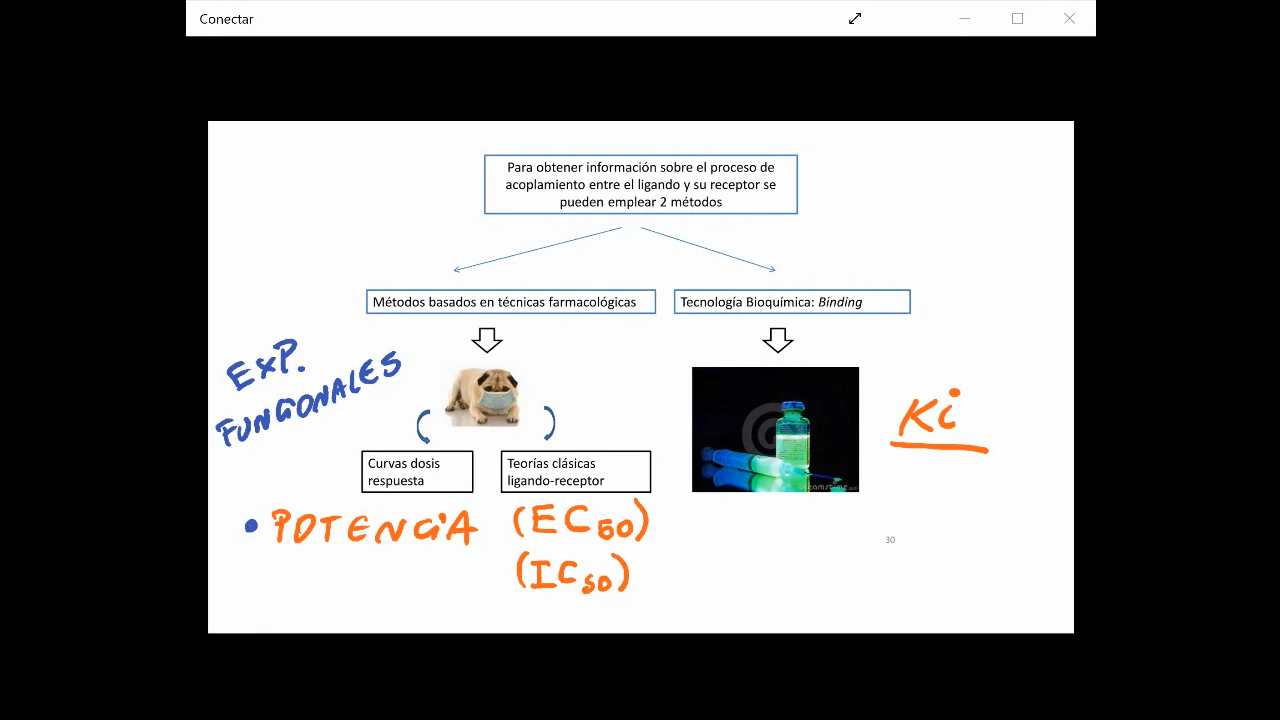 Conectar
Para obtener información sobre el proceso de
acoplamiento entre el ligando y su receptor se
pueden emplear 2 métodos
Métodos basados en técnicas farmacológicas
Tecnología Bioquímica: Binding
EXP.
FUNCIONALES
Ki
Curvas dosis
respuesta
Teorías clásicas
ligando-receptor
• POTENCIA (EC50)
(IC50)
dreamstime.com
30